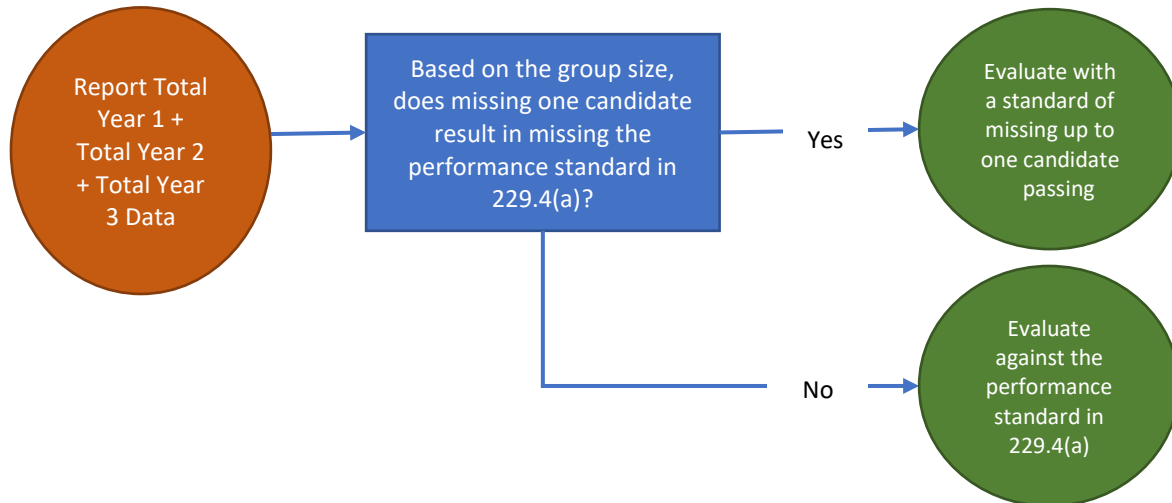 Report Total
Year 1 +
Total Year 2
+ Total Year
3 Data
Based on the group size,
does missing one candidate
result in missing the
performance standard in
229.4(a)?
Yes
Evaluate with
a standard of
missing up to
one candidate
passing
No
Evaluate
against the
performance
standard in
229.4(a)